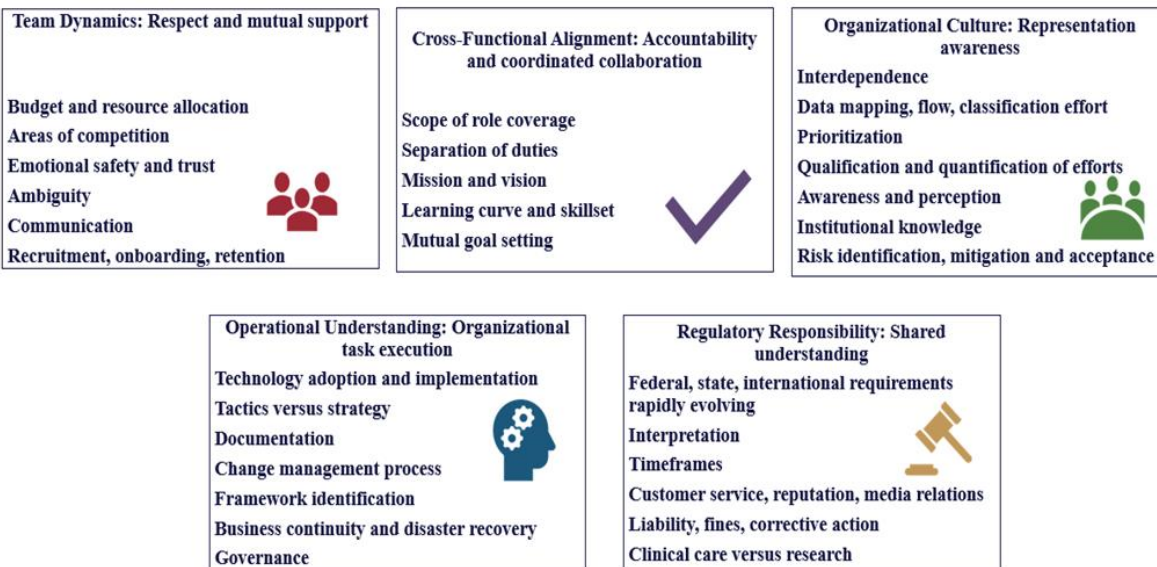 Team Dynamics: Respect and mutual support
Budget and resource allocation
Areas of competition
Emotional safety and trust
Ambiguity
Communication
Recruitment, onboarding, retention
Cross-Functional Alignment: Accountability
and coordinated collaboration
Scope of role coverage
Separation of duties
Mission and vision
Learning curve and skillset
Mutual goal setting
Organizational Culture: Representation
awareness
Interdependence
Data mapping, flow, classification effort
Prioritization
Qualification and quantification of efforts
Awareness and perception
Institutional knowledge
Risk identification, mitigation and acceptance
Operational Understanding: Organizational
task execution
Technology adoption and implementation
Tactics versus strategy
Documentation
Change management process
Framework identification
Business continuity and disaster recovery
Governance
Regulatory Responsibility: Shared
understanding
Federal, state, international requirements
rapidly evolving
Interpretation
Timeframes
Customer service, reputation, media relations
Liability, fines, corrective action
Clinical care versus research